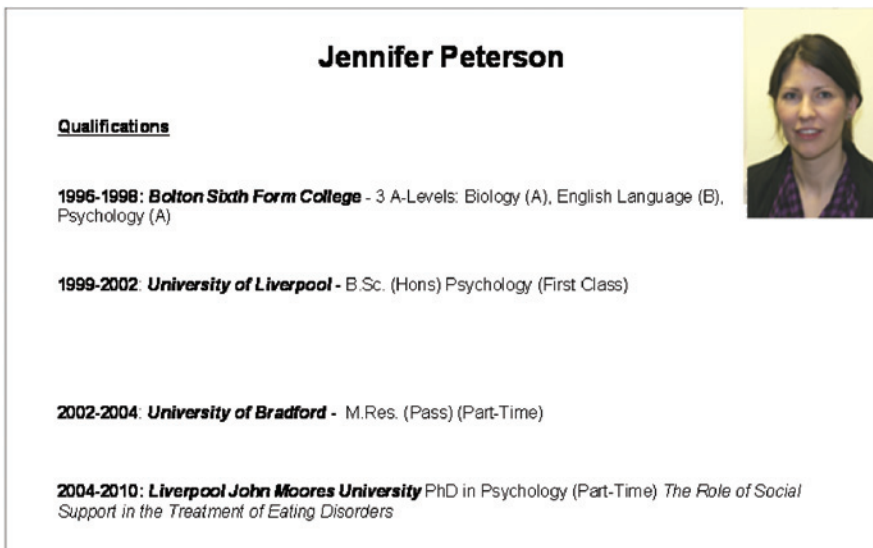 Jennifer Peterson
Qualifications
1996-1998: Bolton Sixth Form College - 3 A-Levels: Biology (A), English Language (B),
Psychology (A)
1999-2002: University of Liverpool - B.Sc. (Hons) Psychology (First Class)
2002-2004: University of Bradford - M.Res. (Pass) (Part-Time)
2004-2010: Liverpool John Moores University PhD in Psychology (Part-Time) The Role of Social
Support in the Treatment of Eating Disorders